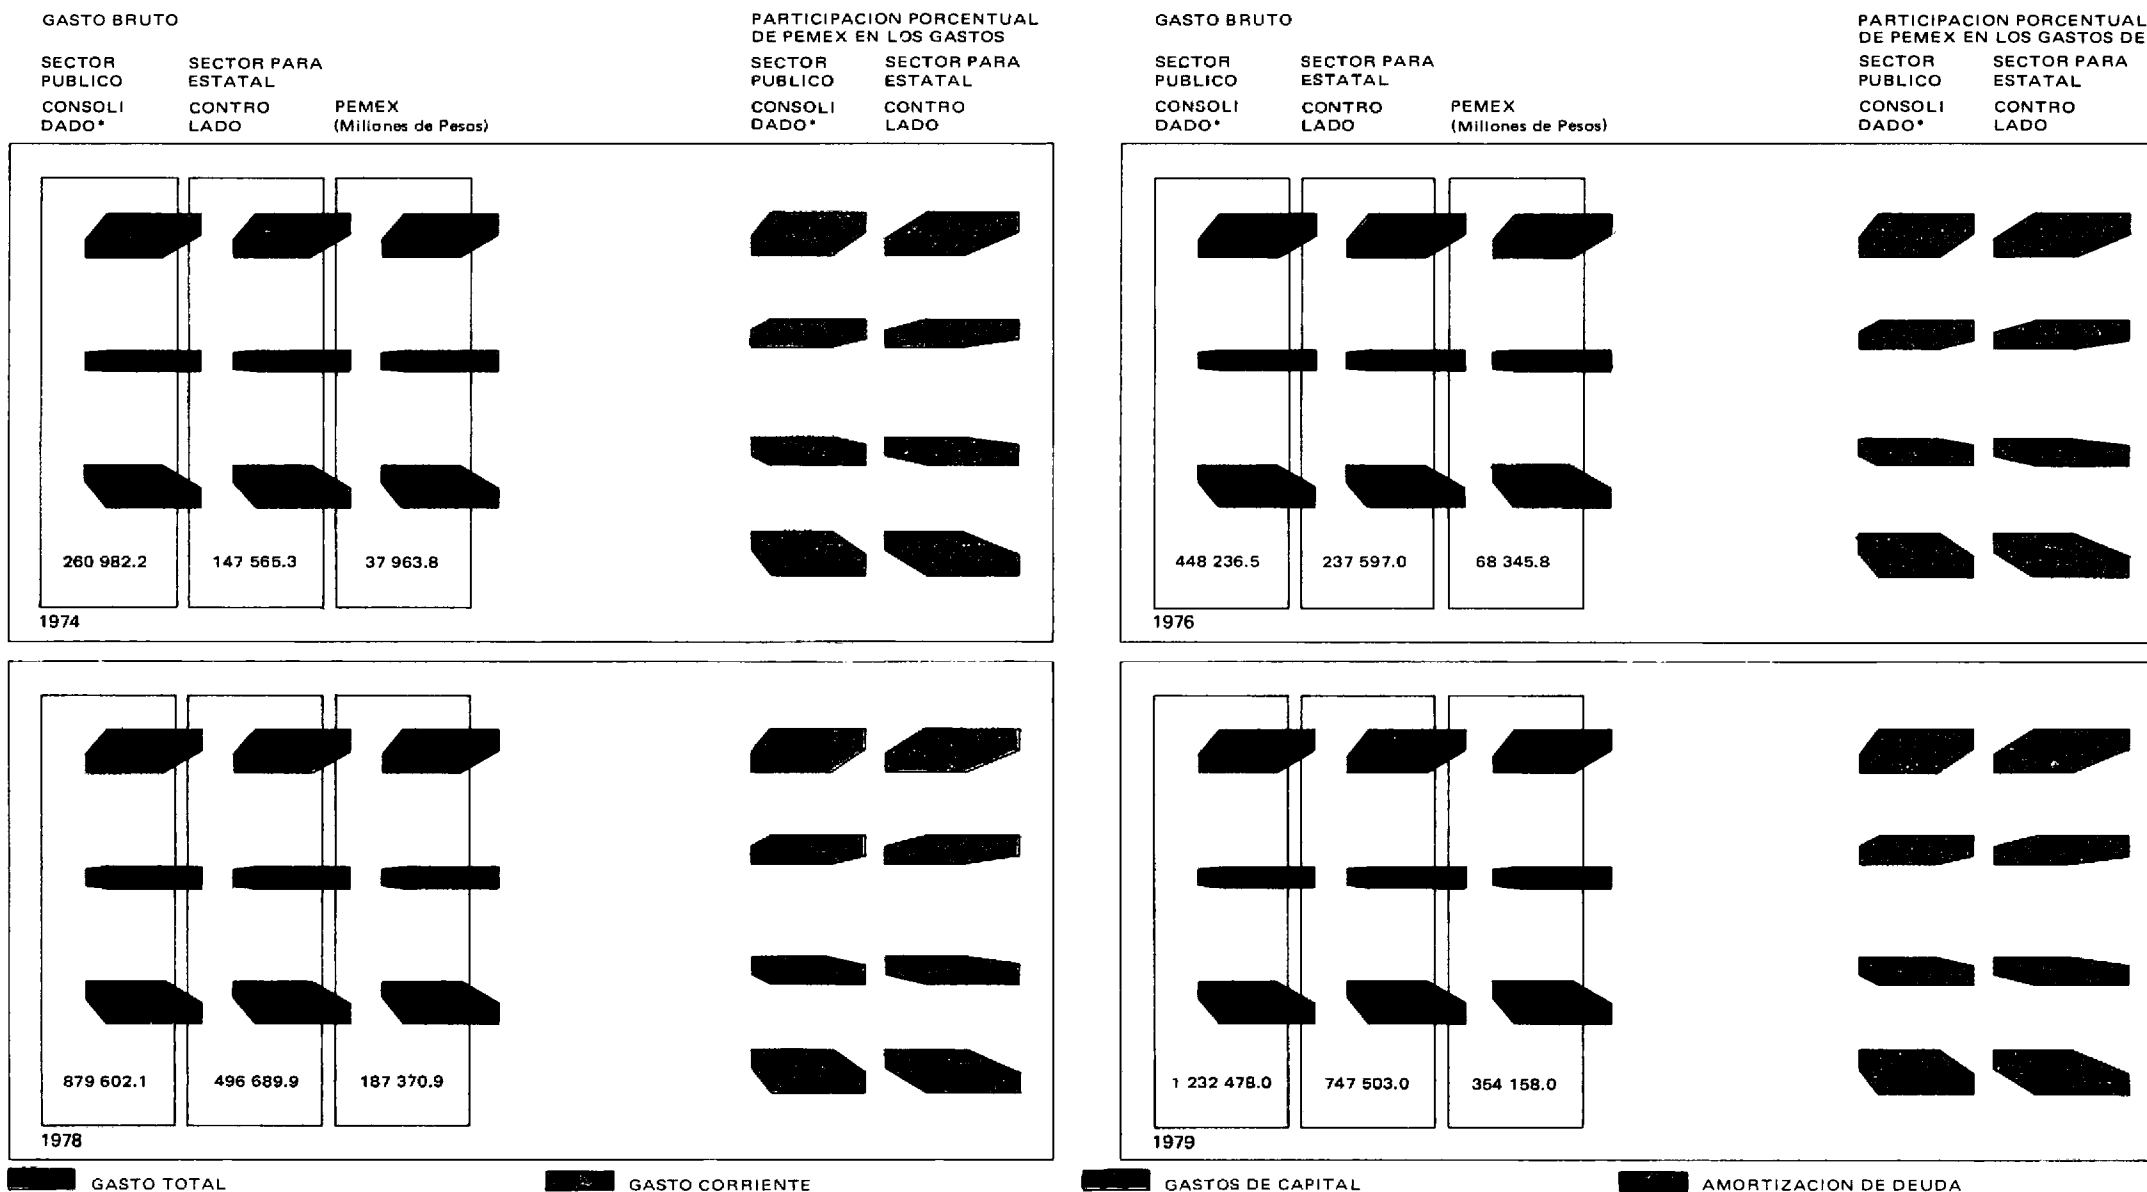 GASTO BRUTO
PARTICIPACION PORCENTUAL
DE PEMEX EN LOS GASTOS
SECTOR
PUBLICO
CONSOLI
DADO*
SECTOR PARA
ESTATAL
CONTRO
LADO
PEMEX
(Millones de Pesos)
SECTOR
PUBLICO
CONSOLI
DADO*
SECTOR PARA
ESTATAL
CONTRO
LADO
260 982.2
147 565.3
37 963.8
1974
GASTO BRUTO
PARTICIPACION PORCENTUAL
DE PEMEX EN LOS GASTOS DE
SECTOR
PUBLICO
CONSOLI
DADO*
SECTOR PARA
ESTATAL
CONTRO
LADO
PEMEX
(Millones de Pesos)
SECTOR
PUBLICO
CONSOLI
DADO*
SECTOR PARA
ESTATAL
CONTRO
LADO
448 236.5
237 597.0
68 345.8
1976
879 602.1
496 689.9
187 370.9
1978
1 232 478.0
747 503.0
354 158.0
1979
GASTO TOTAL
GASTO CORRIENTE
GASTOS DE CAPITAL
AMORTIZACION DE DEUDA